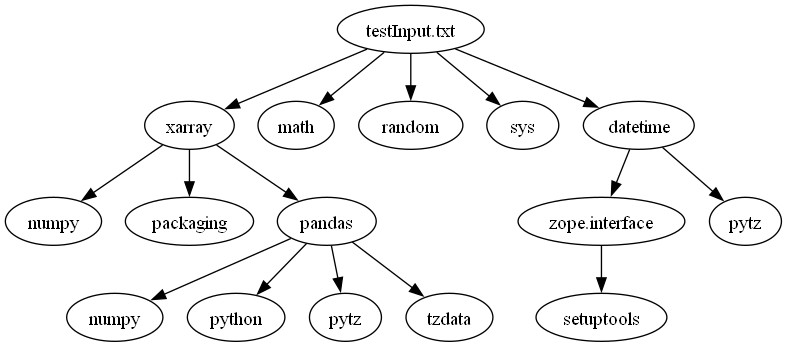 testInput.txt
xarray
math
random
sys
datetime
numpy
packaging
pandas
zope.interface
pytz
numpy
python
pytz
tzdata
setuptools